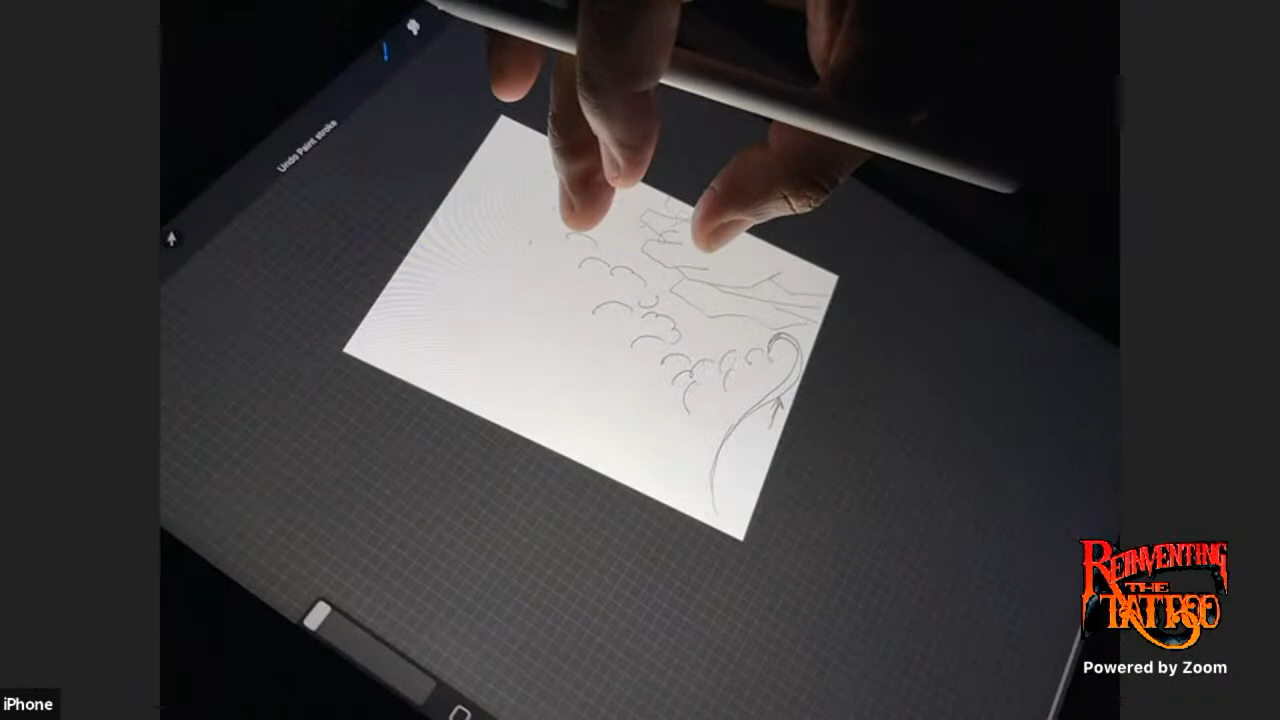 Undo Paint stroke
REINVENTING
THE
TATTOO
Powered by Zoom
iPhone